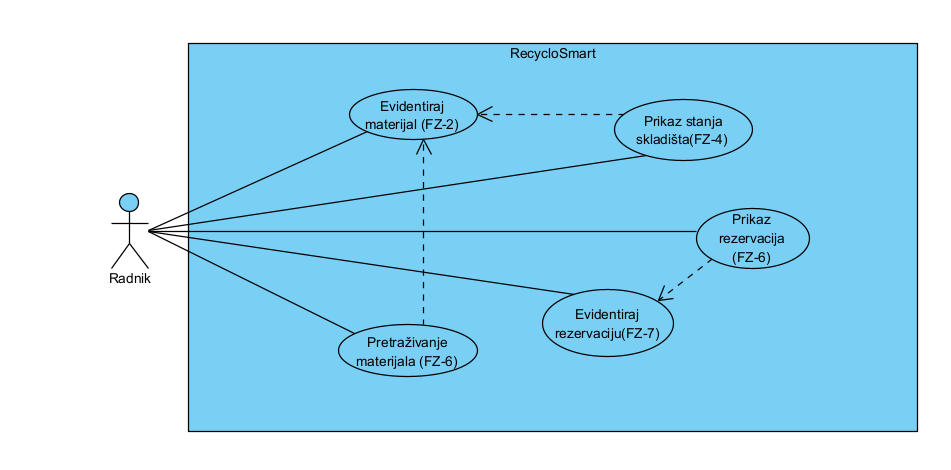 RecycloSmart
Evidentiraj
materijal (FZ-2)
Prikaz stanja
skladišta(FZ-4)
Prikaz
rezervacija
(FZ-6)
Radnik
Evidentiraj
rezervaciju(FZ-7)
Pretraživanje
materijala (FZ-6)